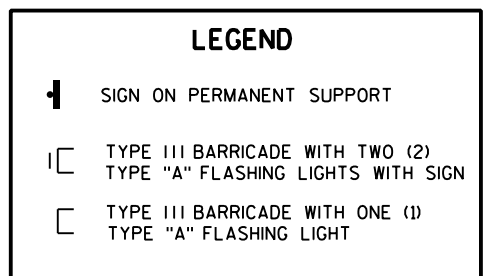 LEGEND
SIGN ON PERMANENT SUPPORT
TYPE III BARRICADE WITH TWO (2)
TYPE "A" FLASHING LIGHTS WITH SIGN
TYPE III BARRICADE WITH ONE (1)
TYPE "A" FLASHING LIGHT